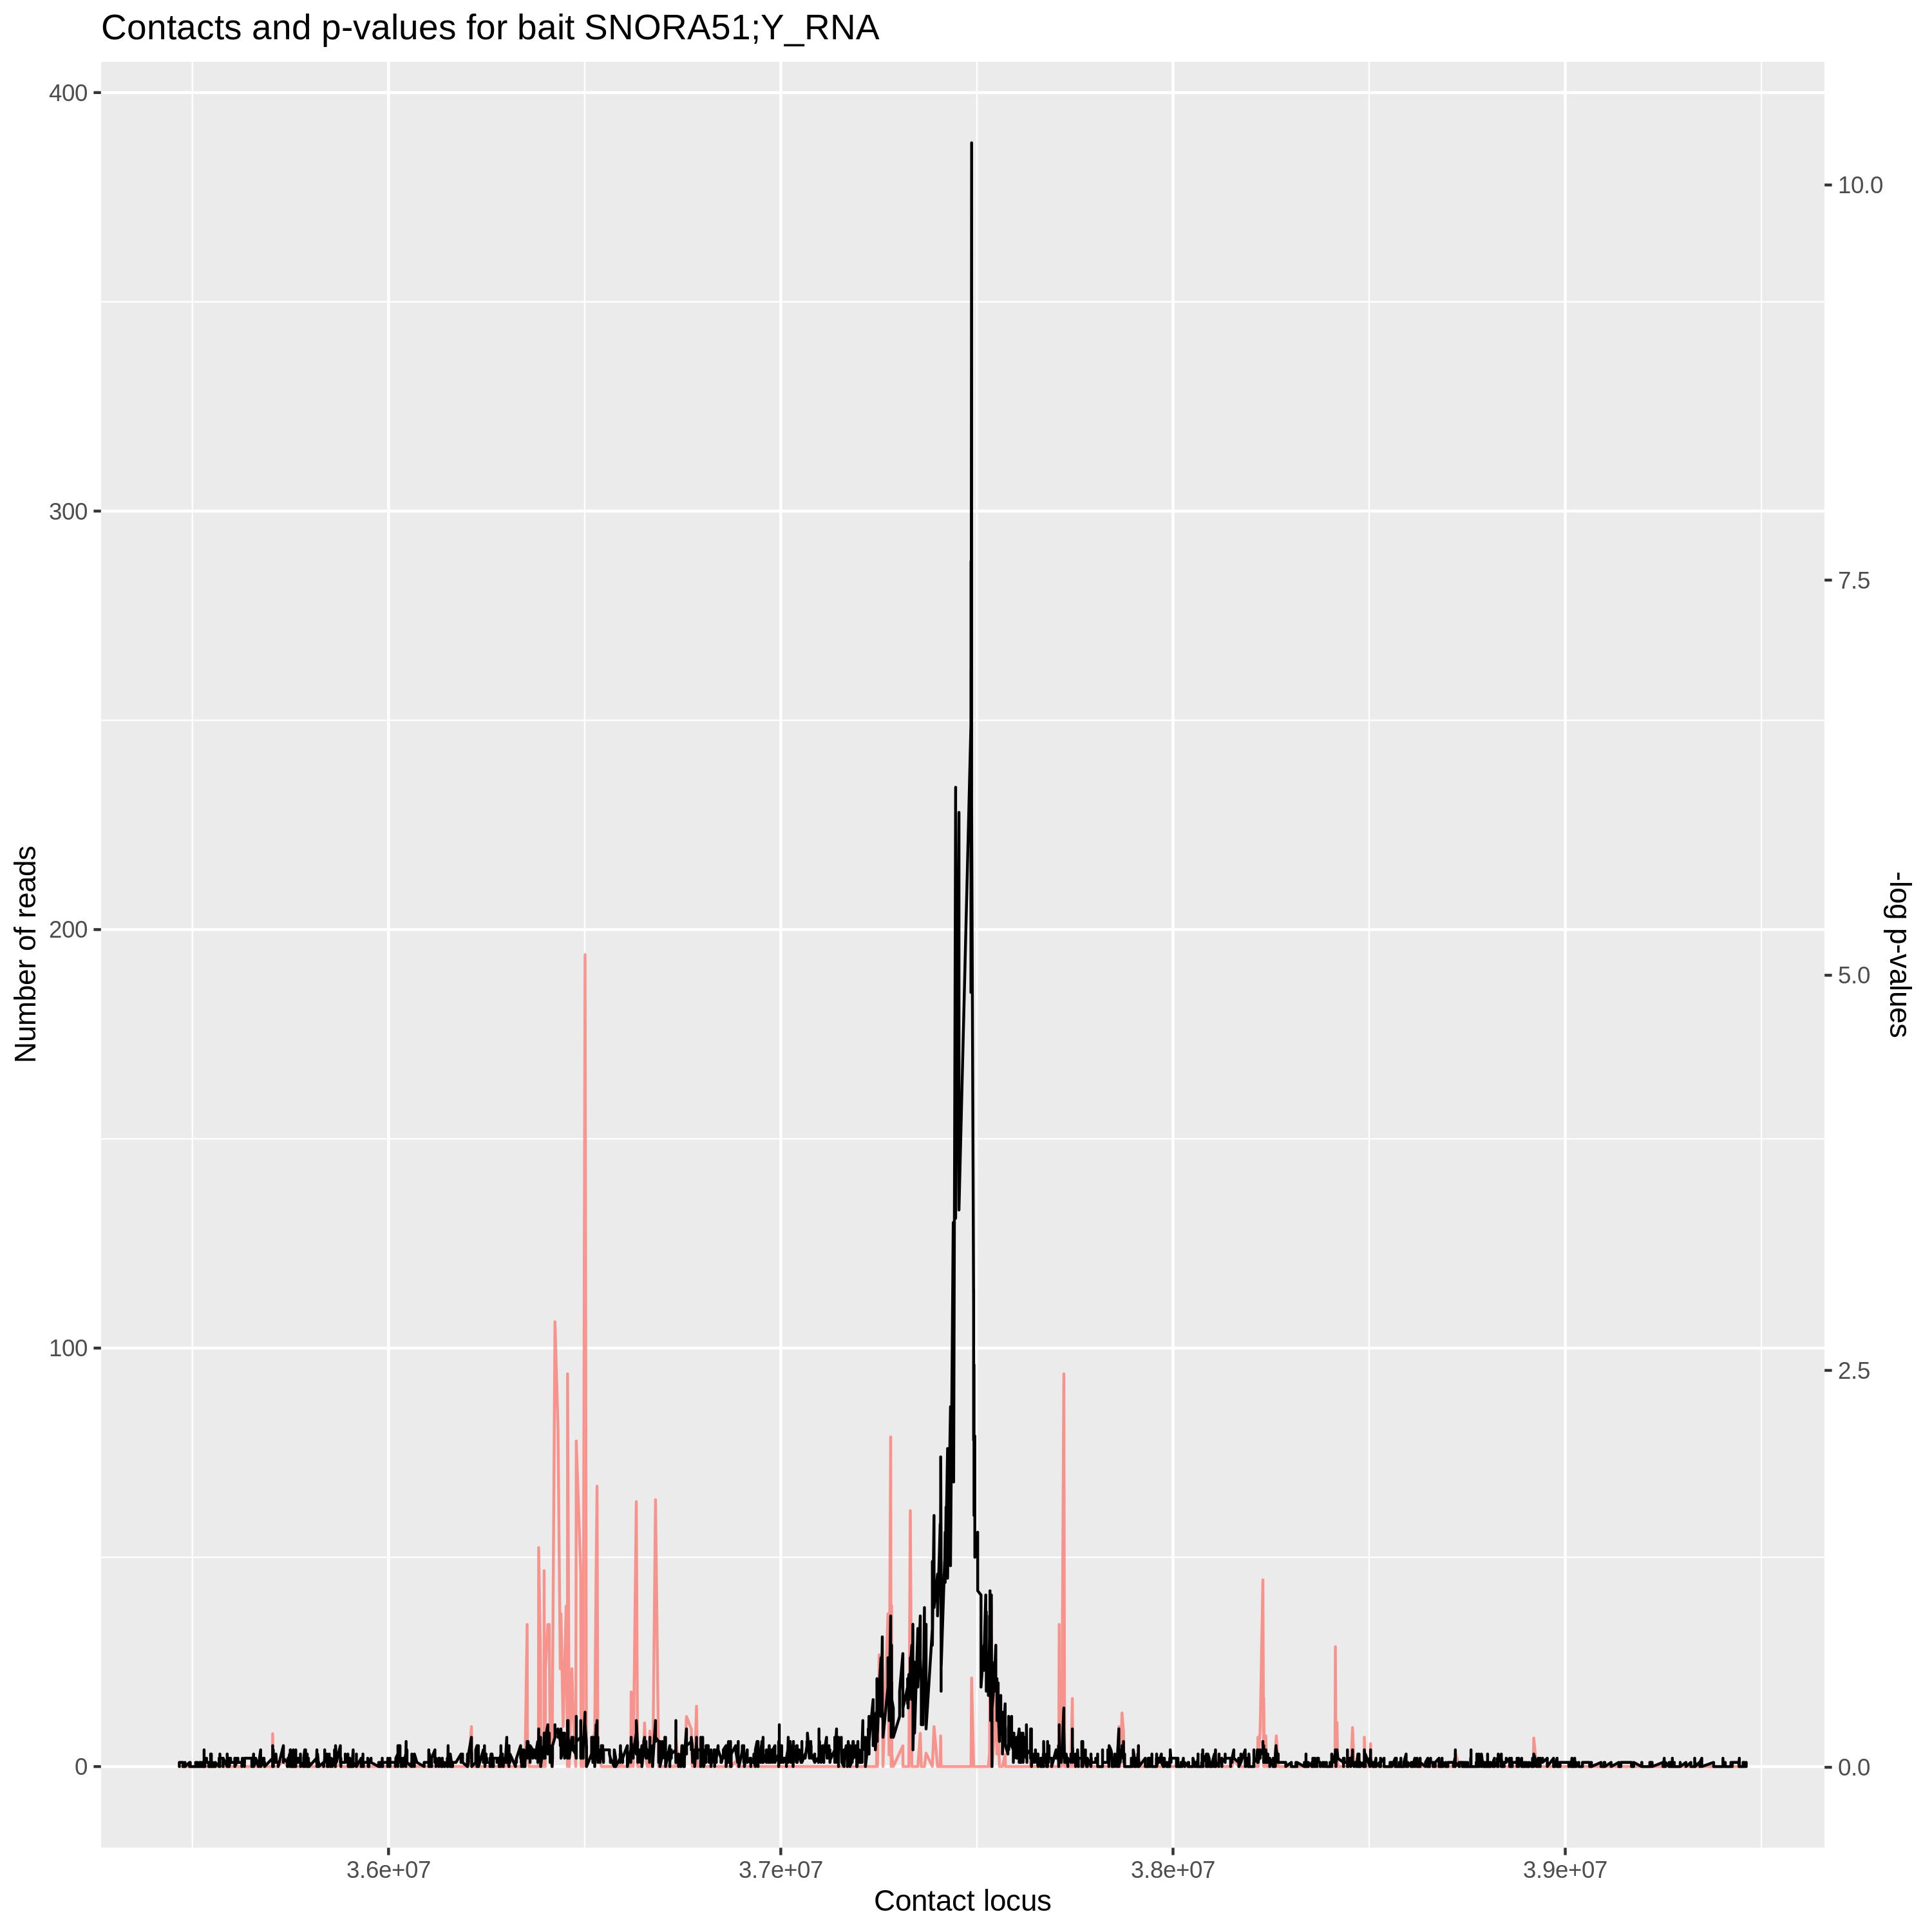 Contacts and p-values for bait SNORA51;Y_RNA
400
300
200
100
0
Number of reads
10.0
7.5
5.0
2.5
0.0
-log p-values
3.6e+07
3.7e+07
3.8e+07
3.9e+07
Contact locus